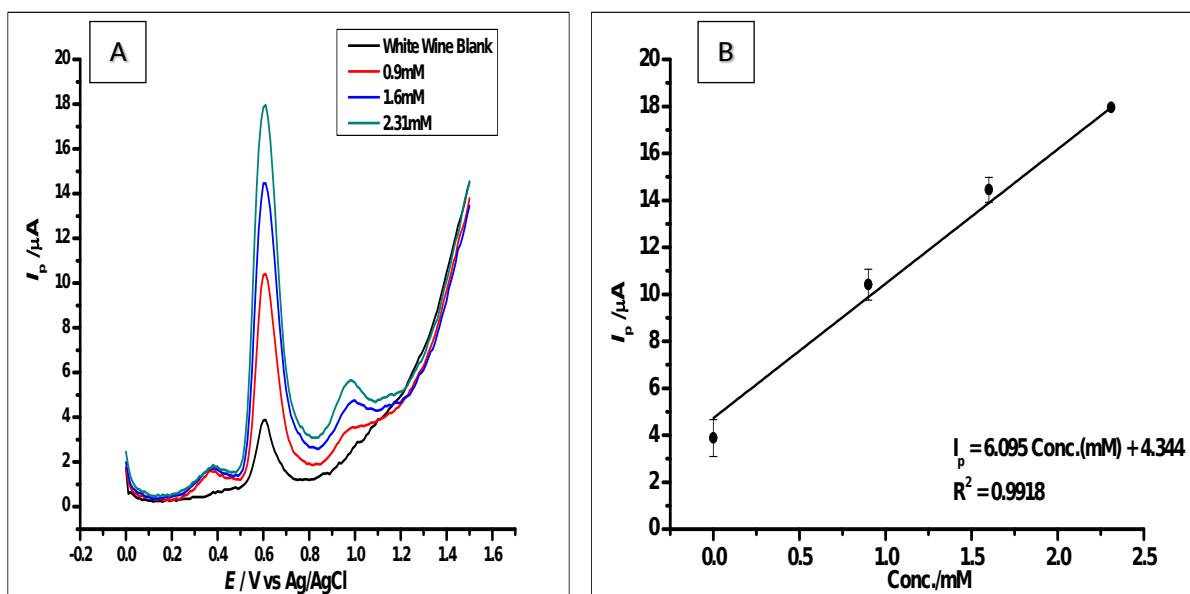 A
White Wine Blank
0.9mM
1.6mM
2.31mM
20
18
16
14
12
10
8
6
4
2
0
I_p /µA
-0.2 0.0 0.2 0.4 0.6 0.8 1.0 1.2 1.4 1.6
E / V vs Ag/AgCl
B
20
18
16
14
12
10
8
6
4
2
0
I_p /µA
I_p = 6.095 Conc.(mM) + 4.344
R² = 0.9918
0.0 0.5 1.0 1.5 2.0 2.5
Conc./mM